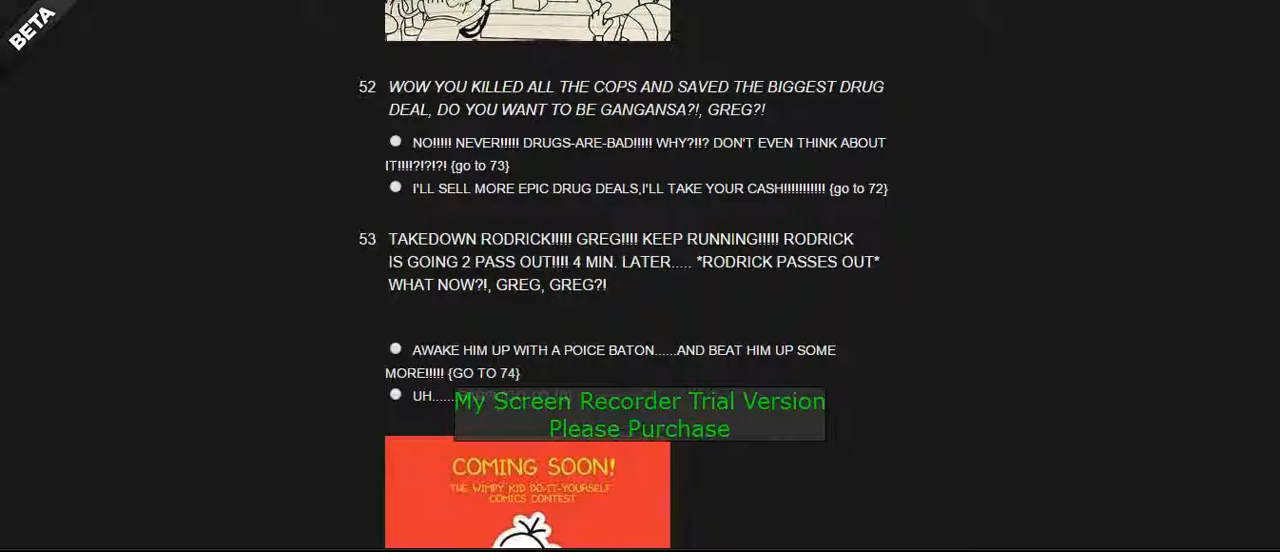 BETA
52 WOW YOU KILLED ALL THE COPS AND SAVED THE BIGGEST DRUG
DEAL, DO YOU WANT TO BE GANGANSA?!, GREG?!
NO!!!!! NEVER!!!!! DRUGS-ARE-BAD!!!!! WHY?!!? DON'T EVEN THINK ABOUT
IT!!!!?!?!?! {go to 73}
I'LL SELL MORE EPIC DRUG DEALS,I'LL TAKE YOUR CASH!!!!!!!!!!! {go to 72}
53 TAKEDOWN RODRICK!!!!! GREG!!!! KEEP RUNNING!!!!! RODRICK
IS GOING 2 PASS OUT!!!! 4 MIN. LATER..... *RODRICK PASSES OUT*
WHAT NOW?!, GREG, GREG?!
AWAKE HIM UP WITH A POICE BATON......AND BEAT HIM UP SOME
MORE!!!!! {GO TO 74}
UH......
My Screen Recorder Trial Version
Please Purchase
COMING SOON!
THE WIMPY KID DO-IT-YOURSELF
COMICS CONTEST